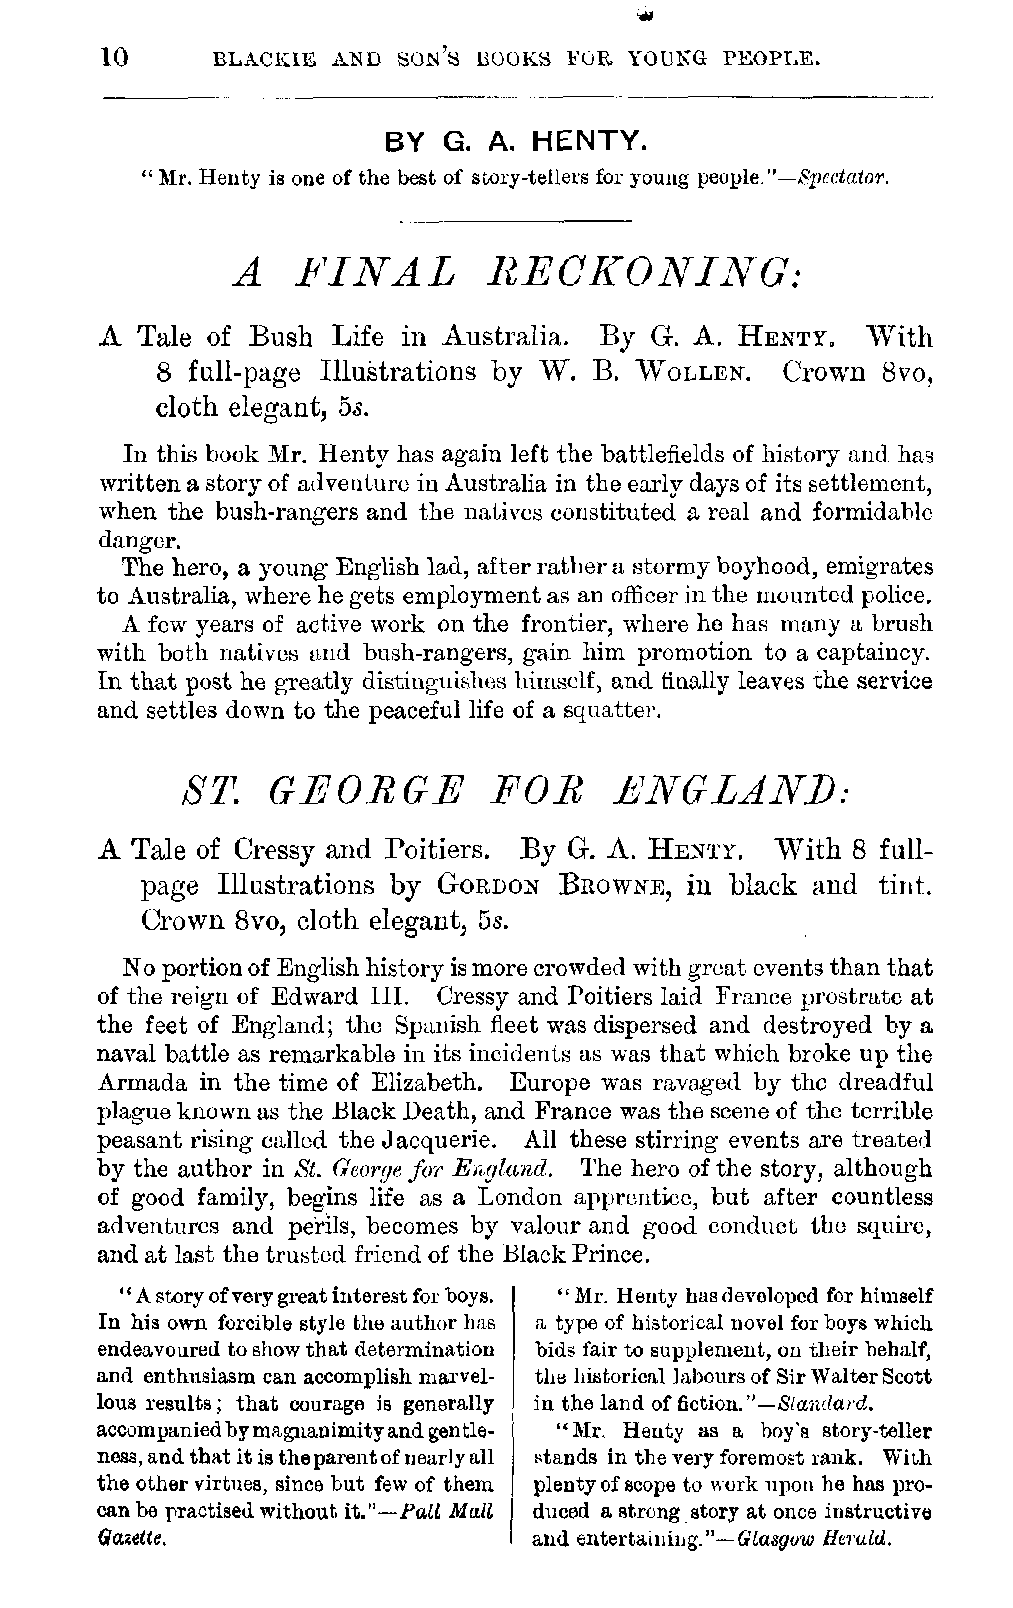 10 BLACKIE AND SON'S BOOKS FOR YOUNG PEOPLE.
BY G. A. HENTY.
"Mr. Henty is one of the best of story-tellers for young people."—Spectator.
A FINAL RECKONING:
A Tale of Bush Life in Australia. By G. A. HENTY. With
8 full-page Illustrations by W. B. WOLLEN. Crown 8vo,
cloth elegant, 5s.
In this book Mr. Henty has again left the battlefields of history and has
written a story of adventure in Australia in the early days of its settlement,
when the bush-rangers and the natives constituted a real and formidable
danger.
The hero, a young English lad, after rather a stormy boyhood, emigrates
to Australia, where he gets employment as an officer in the mounted police.
A few years of active work on the frontier, where he has many a brush
with both natives and bush-rangers, gain him promotion to a captaincy.
In that post he greatly distinguishes himself, and finally leaves the service
and settles down to the peaceful life of a squatter.
ST. GEORGE FOR ENGLAND:
A Tale of Cressy and Poitiers. By G. A. HENTY. With 8 full-
page Illustrations by GORDON BROWNE, in black and tint.
Crown 8vo, cloth elegant, 5s.
No portion of English history is more crowded with great events than that
of the reign of Edward III. Cressy and Poitiers laid France prostrate at
the feet of England; the Spanish fleet was dispersed and destroyed by a
naval battle as remarkable in its incidents as was that which broke up the
Armada in the time of Elizabeth. Europe was ravaged by the dreadful
plague known as the Black Death, and France was the scene of the terrible
peasant rising called the Jacquerie. All these stirring events are treated
by the author in St. George for England. The hero of the story, although
of good family, begins life as a London apprentice, but after countless
adventures and perils, becomes by valour and good conduct the squire,
and at last the trusted friend of the Black Prince.
"A story of very great interest for boys.
In his own forcible style the author has
endeavoured to show that determination
and enthusiasm can accomplish marvel-
lous results; that courage is generally
accompanied by magnanimity and gentle-
ness, and that it is the parent of nearly all
the other virtues, since but few of them
can be practised without it."—Pall Mall
Gazette.
"Mr. Henty has developed for himself
a type of historical novel for boys which
bids fair to supplement, on their behalf,
the historical labours of Sir Walter Scott
in the land of fiction."—Standard.
"Mr. Henty as a boy's story-teller
stands in the very foremost rank. With
plenty of scope to work upon he has pro-
duced a strong story at once instructive
and entertaining."—Glasgow Herald.